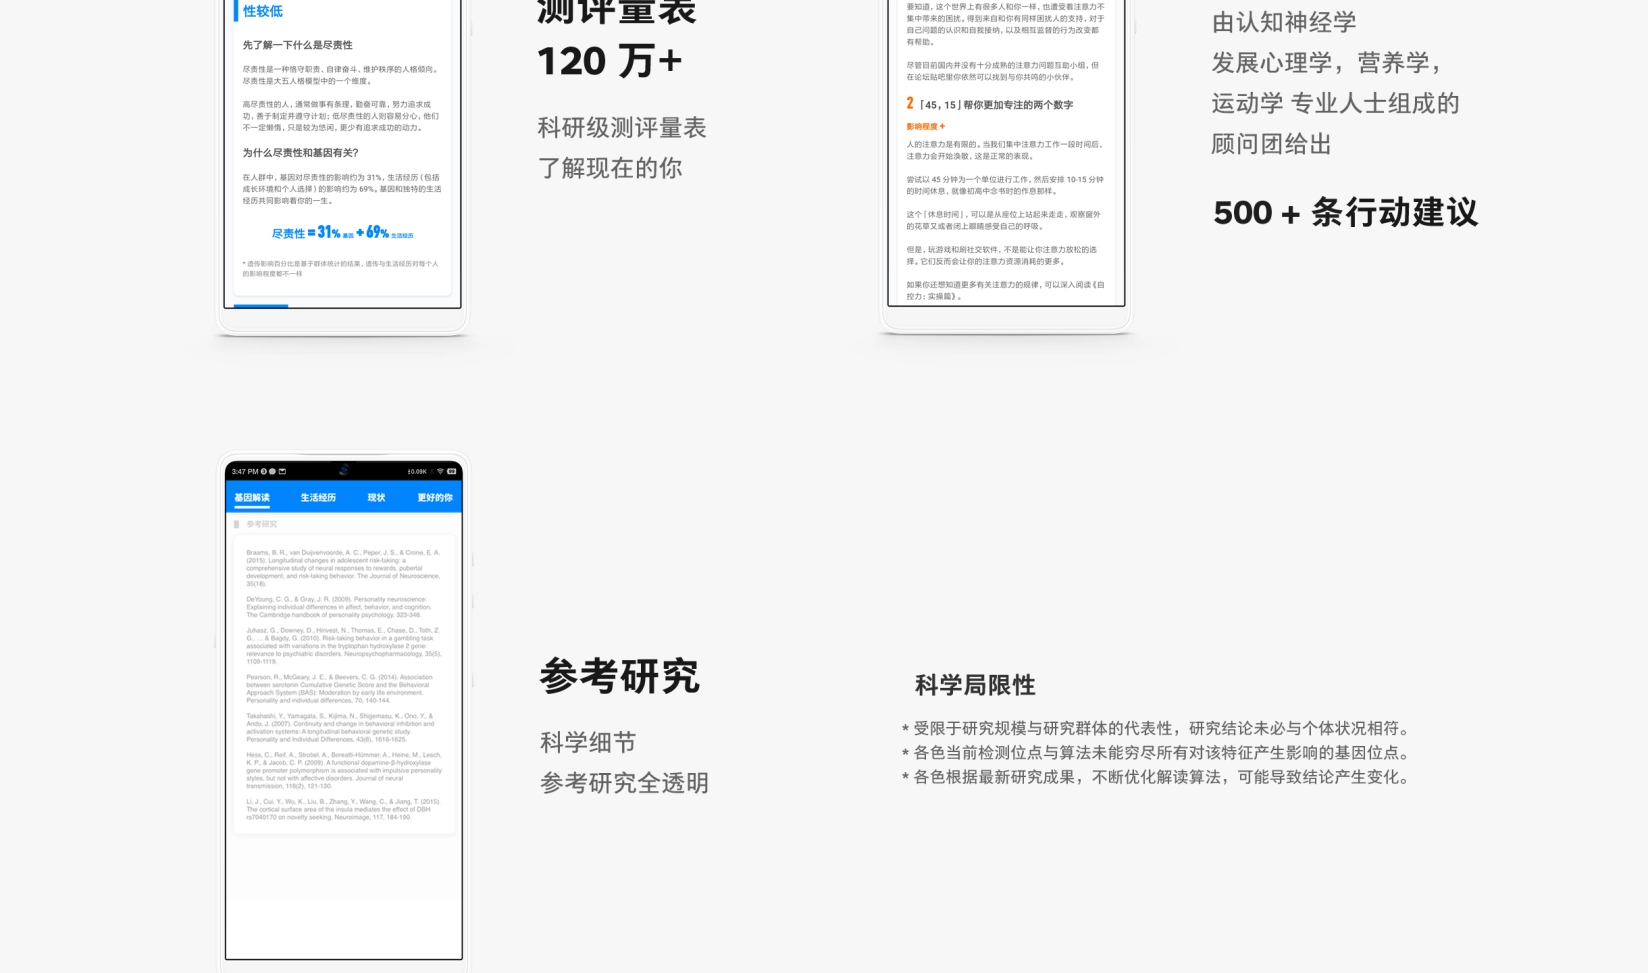 性较低
先了解一下什么是尽责性
尽责性是一种恪守职责、自律奋斗、维护秩序的人格倾向。
尽责性是大五人格模型中的一个维度。
高尽责性的人，通常做事有条理，勤奋可靠，努力追求成
功，善于制定并遵守计划；低尽责性的人则容易分心，他们
不一定懒惰，只是较为悠闲，更少有追求成功的动力。
为什么尽责性和基因有关？
在人群中，基因对尽责性的影响约为 31%，生活经历（包括
成长环境和个人选择）的影响约为 69%。基因和独特的生活
经历共同影响着你的一生。
尽责性 = 31% 基因 + 69% 生活经历
* 遗传影响百分比是基于群体统计的结果，遗传与生活经历对每个人
的影响程度都不一样
测评量表
120 万+
科研级测评量表
了解现在的你
要知道，这个世界上有很多人和你一样，也遭受着注意力不
集中带来的困扰。得到来自和你有同样困扰人的支持，对于
自己问题的认识和自我接纳，以及相互监督的行为改变都
有帮助。
尽管目前国内并没有十分成熟的注意力问题互助小组，但
在论坛贴吧里你依然可以找到与你共鸣的小伙伴。
2 「45, 15」帮你更加专注的两个数字
影响程度 +
人的注意力是有限的。当我们集中注意力工作一段时间后，
注意力会开始涣散，这是正常的表现。
尝试以 45 分钟为一个单位进行工作，然后安排 10-15 分钟
的时间休息，就像初高中念书时的作息那样。
这个「休息时间」，可以是从座位上站起来走走，观察窗外
的花草又或者闭上眼睛感受自己的呼吸。
但是，玩游戏和刷社交软件，不是能让你注意力放松的选
择。它们反而会让你的注意力资源消耗的更多。
如果你还想知道更多有关注意力的规律，可以深入阅读《自
控力：实操篇》。
由认知神经学
发展心理学，营养学，
运动学 专业人士组成的
顾问团给出
500 + 条行动建议
3:47 PM
0.09K
基因解读 生活经历 现状 更好的你
参考研究
Braams, B. R., van Duijvenvoorde, A. C., Peper, J. S., & Crone, E. A.
(2015). Longitudinal changes in adolescent risk-taking: a
comprehensive study of neural responses to rewards, pubertal
development, and risk-taking behavior. The Journal of Neuroscience,
35(18).
DeYoung, C. G., & Gray, J. R. (2009). Personality neuroscience:
Explaining individual differences in affect, behavior, and cognition.
The Cambridge handbook of personality psychology, 323-346.
Juhasz, G., Downey, D., Hinvest, N., Thomas, E., Chase, D., Toth, Z.
G., ... & Bagdy, G. (2010). Risk-taking behavior in a gambling task
associated with variations in the tryptophan hydroxylase 2 gene:
relevance to psychiatric disorders. Neuropsychopharmacology, 35(5),
1109-1119.
Pearson, R., McGeary, J. E., & Beevers, C. G. (2014). Association
between serotonin Cumulative Genetic Score and the Behavioral
Approach System (BAS): Moderation by early life environment.
Personality and individual differences, 70, 140-144.
Takahashi, Y., Yamagata, S., Kijima, N., Shigemasu, K., Ono, Y., &
Ando, J. (2007). Continuity and change in behavioral inhibition and
activation systems: A longitudinal behavioral genetic study.
Personality and Individual Differences, 43(6), 1616-1625.
Hess, C., Reif, A., Strobel, A., Boreatti-Hümmer, A., Heine, M., Lesch,
K. P., & Jacob, C. P. (2009). A functional dopamine-β-hydroxylase
gene promoter polymorphism is associated with impulsive personality
styles, but not with affective disorders. Journal of neural
transmission, 116(2), 121-130.
Li, J., Cui, Y., Wu, K., Liu, B., Zhang, Y., Wang, C., & Jiang, T. (2015).
The cortical surface area of the insula mediates the effect of DBH
rs7040170 on novelty seeking. Neuroimage, 117, 184-190.
参考研究
科学细节
参考研究全透明
科学局限性
* 受限于研究规模与研究群体的代表性，研究结论未必与个体状况相符。
* 各色当前检测位点与算法未能穷尽所有对该特征产生影响的基因位点。
* 各色根据最新研究成果，不断优化解读算法，可能导致结论产生变化。